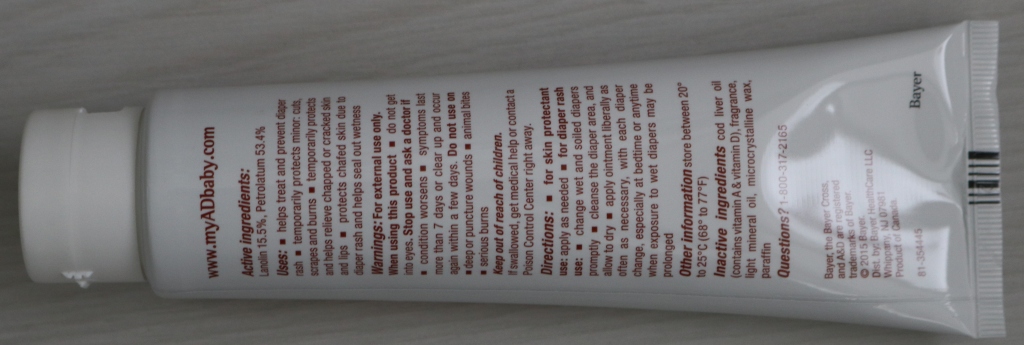 www.myADbaby.com
Active ingredients:
Lanolin 15.5%, Petrolatum 53.4%
Uses: ▪ helps treat and prevent diaper
rash ▪ temporarily protects minor: cuts,
scrapes and burns ▪ temporarily protects
and helps relieve chapped or cracked skin
and lips ▪ protects chafed skin due to
diaper rash and helps seal out wetness
Warnings: For external use only.
When using this product ▪ do not get
into eyes. Stop use and ask a doctor if
▪ condition worsens ▪ symptoms last
more than 7 days or clear up and occur
again within a few days. Do not use on
▪ deep or puncture wounds ▪ animal bites
▪ serious burns
Keep out of reach of children.
If swallowed, get medical help or contact a
Poison Control Center right away.
Directions: ▪ for skin protectant
use: apply as needed ▪ for diaper rash
use: ▪ change wet and soiled diapers
promptly ▪ cleanse the diaper area, and
allow to dry ▪ apply ointment liberally as
often as necessary, with each diaper
change, especially at bedtime or anytime
when exposure to wet diapers may be
prolonged
Other information store between 20°
to 25°C (68° to 77°F)
Inactive ingredients cod liver oil
(contains vitamin A & vitamin D), fragrance,
light mineral oil, microcrystalline wax,
paraffin
Questions? 1-800-317-2165
Bayer, the Bayer Cross,
and A&D are registered
trademarks of Bayer.
© 2015 Bayer
Dist. by: Bayer HealthCare LLC
Whippany, NJ 07981
Product of Canada.
81-334445
Bayer